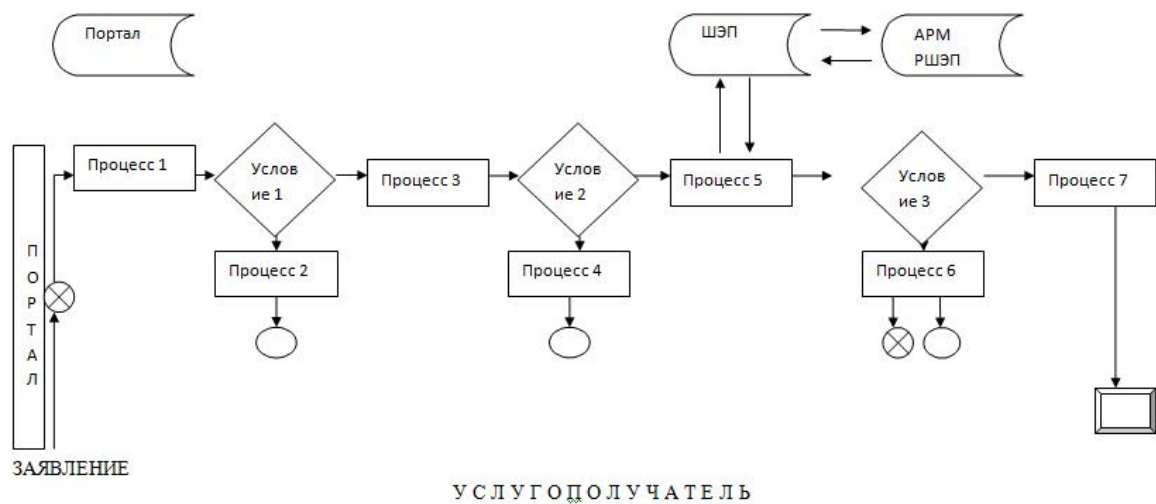 Портал
ШЭП
АРМ
РШЭП
Процесс 1
Услов
ие 1
Процесс 3
Услов
ие 2
Процесс 5
Услов
ие 3
Процесс 7
Процесс 2
Процесс 4
Процесс 6
П
О
Р
Т
А
Л
ЗАЯВЛЕНИЕ
У С Л У Г О П О Л У Ч А Т Е Л Ь